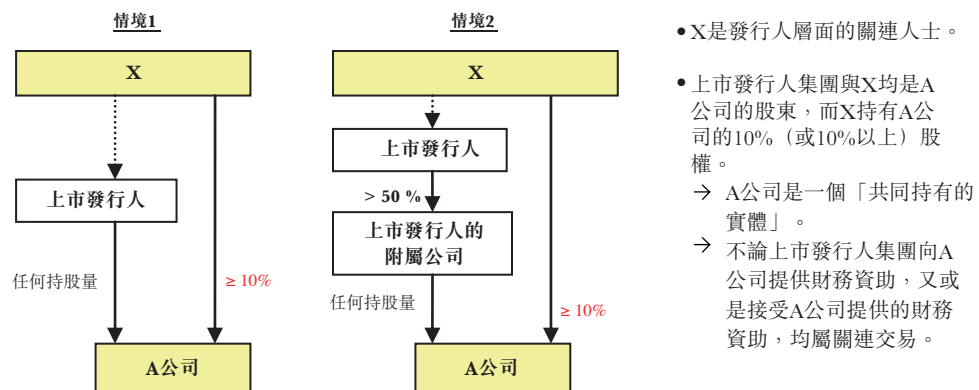 情境1
X
上市發行人
任何持股量
≥ 10%
A公司
情境2
X
上市發行人
> 50 %
上市發行人的
附屬公司
任何持股量
≥ 10%
A公司
•X是發行人層面的關連人士。
•上市發行人集團與X均是A
公司的股東，而X持有A公
司的10%（或10%以上）股
權。
→ A公司是一個「共同持有的
實體」。
→ 不論上市發行人集團向A
公司提供財務資助，又或
是接受A公司提供的財務
資助，均屬關連交易。